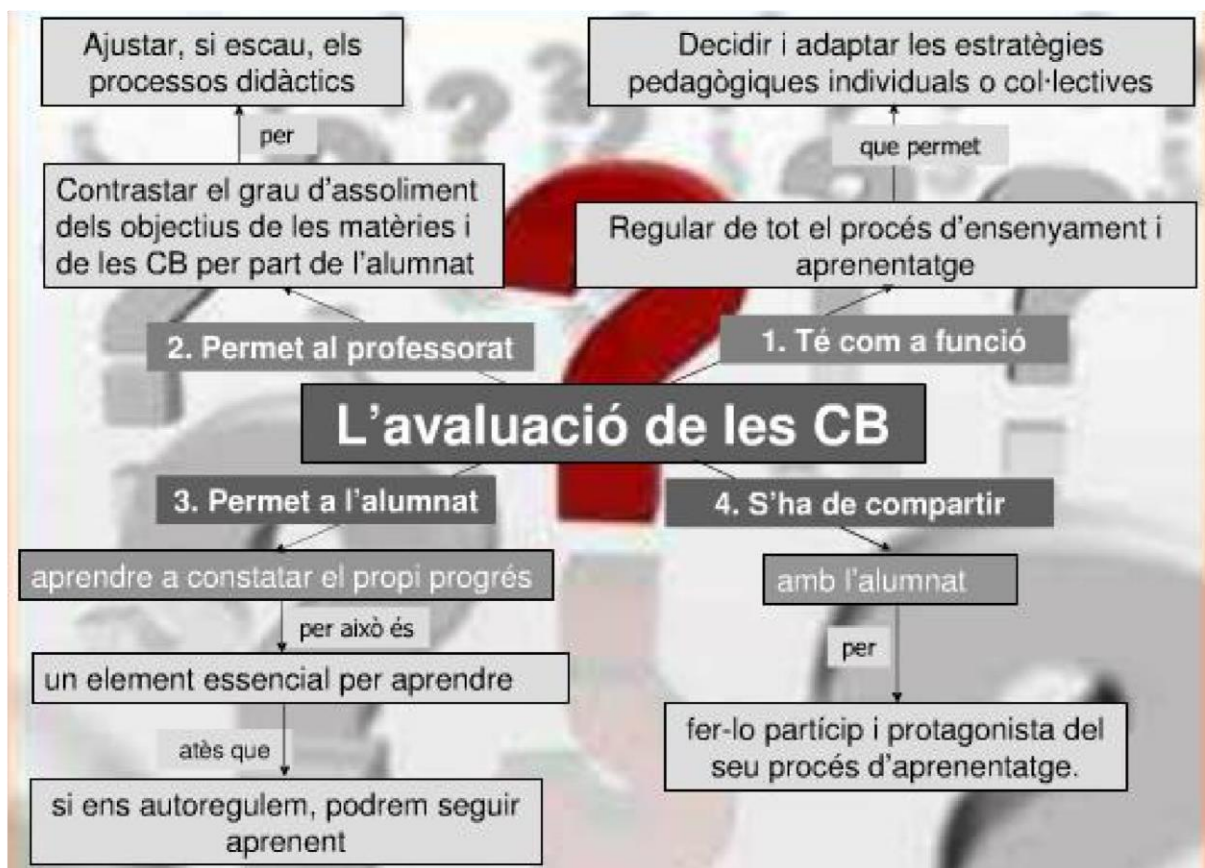 Ajustar, si escau, els
processos didàctics
Decidir i adaptar les estratègies
pedagògiques individuals o col·lectives
per
que permet
Contrastar el grau d'assoliment
dels objectius de les matèries i
de les CB per part de l'alumnat
Regular de tot el procés d'ensenyament i
aprenentatge
2. Permet al professorat
1. Té com a funció
L'avaluació de les CB
3. Permet a l'alumnat
4. S'ha de compartir
aprendre a constatar el propi progrés
amb l'alumnat
per això és
per
un element essencial per aprendre
fer-lo partícip i protagonista del
seu procés d'aprenentatge.
atès que
si ens autoregulem, podrem seguir
aprenent